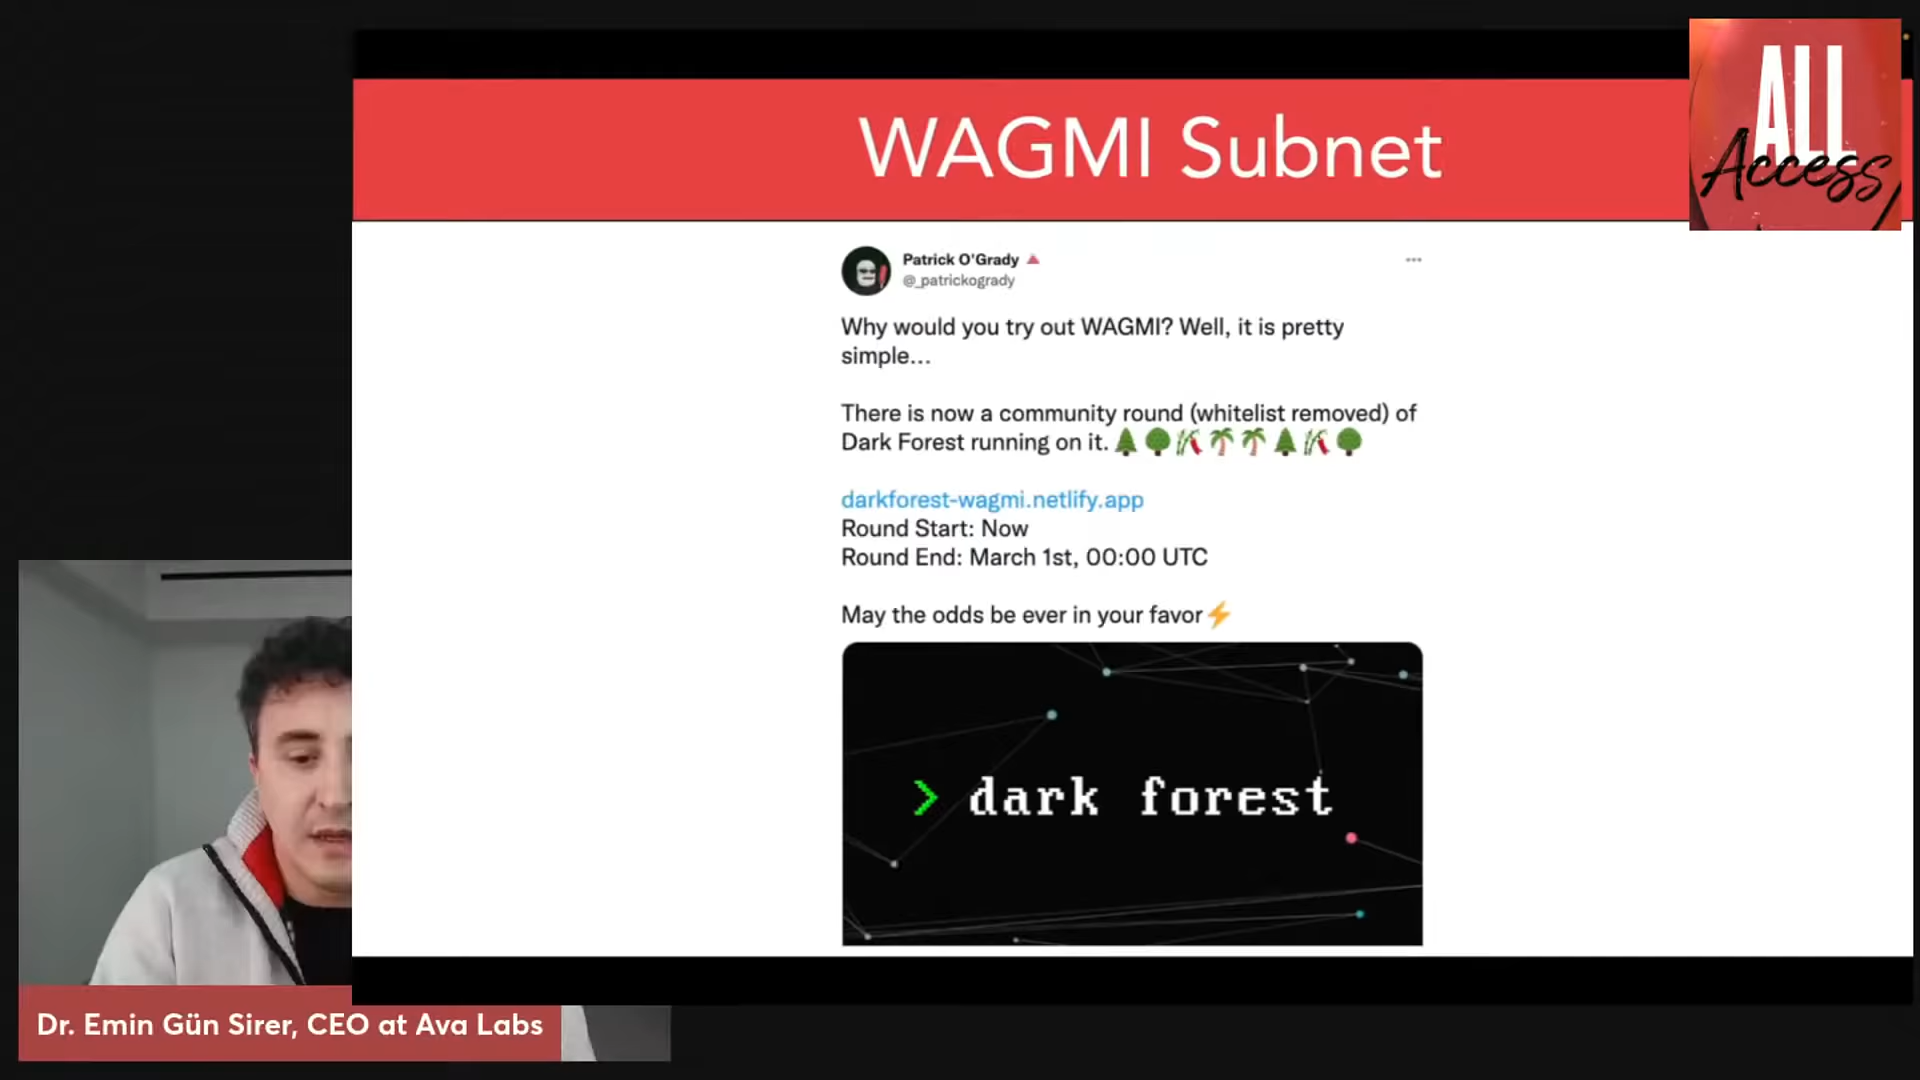 WAGMI Subnet
ALL
Access
Patrick O'Grady
@_patrickogrady
Why would you try out WAGMI? Well, it is pretty
simple...
There is now a community round (whitelist removed) of
Dark Forest running on it. 🌲🌳🎋🌴🌴🌲🎋🌳
darkforest-wagmi.netlify.app
Round Start: Now
Round End: March 1st, 00:00 UTC
May the odds be ever in your favor⚡
> dark forest
Dr. Emin Gün Sirer, CEO at Ava Labs